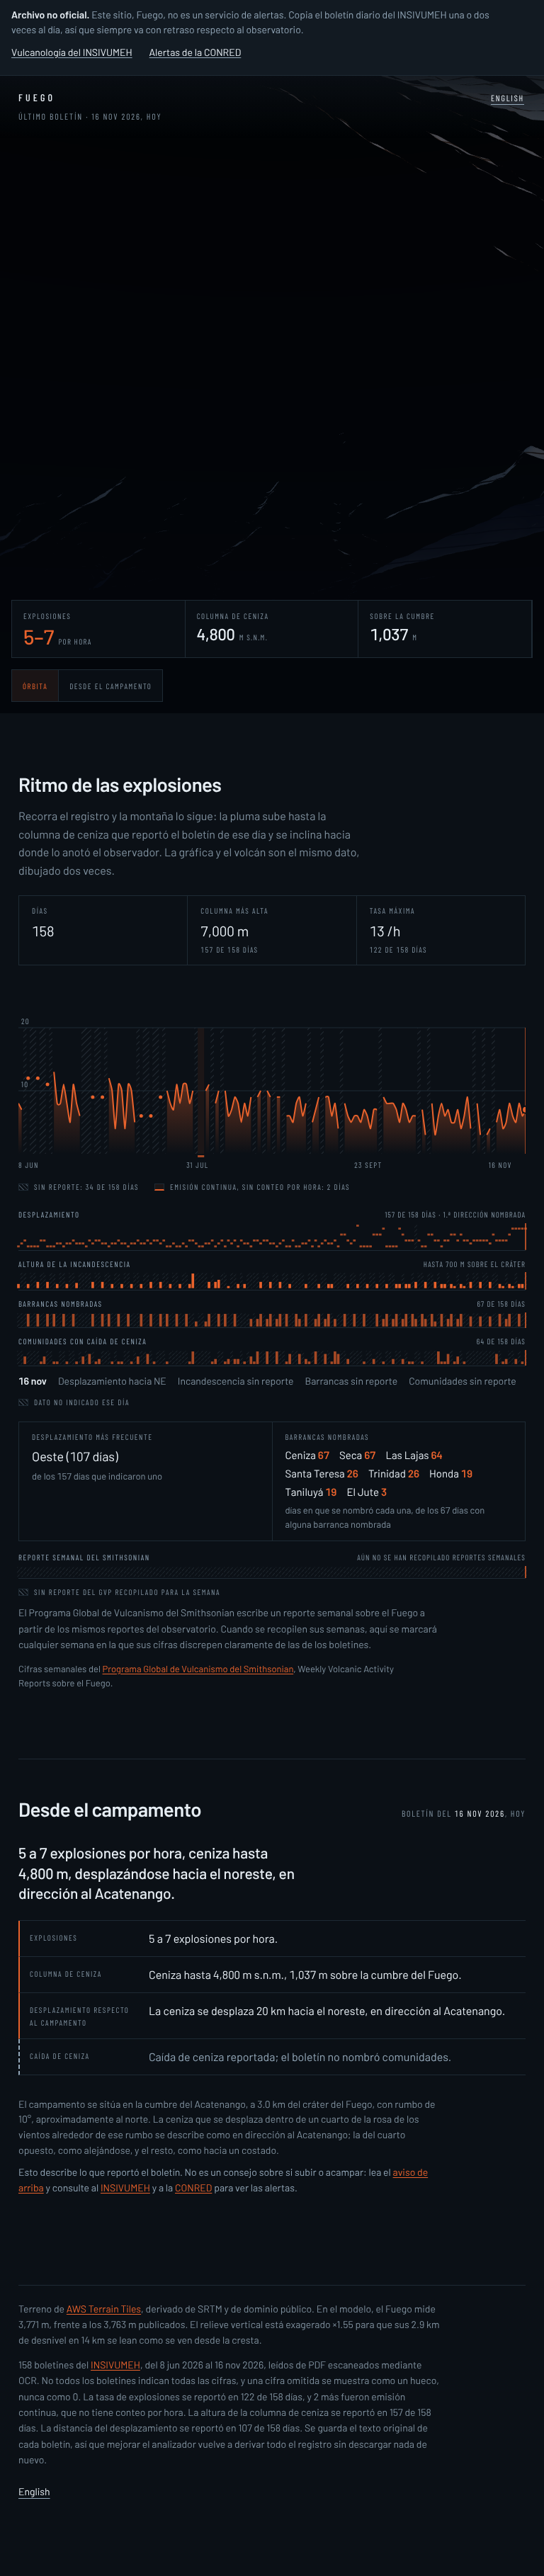 Archivo no oficial. Este sitio, Fuego, no es un servicio de alertas. Copia el boletín diario del INSIVUMEH una o dos
veces al día, así que siempre va con retraso respecto al observatorio.
Vulcanología del INSIVUMEH Alertas de la CONRED
FUEGO
ENGLISH
ÚLTIMO BOLETÍN · 16 NOV 2026, HOY
EXPLOSIONES
5–7 POR HORA
COLUMNA DE CENIZA
4,800 M S.N.M.
SOBRE LA CUMBRE
1,037 M
ÓRBITA
DESDE EL CAMPAMENTO
Ritmo de las explosiones
Recorra el registro y la montaña lo sigue: la pluma sube hasta la
columna de ceniza que reportó el boletín de ese día y se inclina hacia
donde lo anotó el observador. La gráfica y el volcán son el mismo dato,
dibujado dos veces.
DÍAS
158
COLUMNA MÁS ALTA
7,000 m
157 DE 158 DÍAS
TASA MÁXIMA
13 /h
122 DE 158 DÍAS
20
10
8 JUN 31 JUL 23 SEPT 16 NOV
SIN REPORTE: 34 DE 158 DÍAS EMISIÓN CONTINUA, SIN CONTEO POR HORA: 2 DÍAS
DESPLAZAMIENTO 157 DE 158 DÍAS · 1.ª DIRECCIÓN NOMBRADA
ALTURA DE LA INCANDESCENCIA HASTA 700 M SOBRE EL CRÁTER
BARRANCAS NOMBRADAS 67 DE 158 DÍAS
COMUNIDADES CON CAÍDA DE CENIZA 64 DE 158 DÍAS
16 nov Desplazamiento hacia NE Incandescencia sin reporte Barrancas sin reporte Comunidades sin reporte
DATO NO INDICADO ESE DÍA
DESPLAZAMIENTO MÁS FRECUENTE
Oeste (107 días)
de los 157 días que indicaron uno
BARRANCAS NOMBRADAS
Ceniza 67 Seca 67 Las Lajas 64
Santa Teresa 26 Trinidad 26 Honda 19
Taniluyá 19 El Jute 3
días en que se nombró cada una, de los 67 días con
alguna barranca nombrada
REPORTE SEMANAL DEL SMITHSONIAN AÚN NO SE HAN RECOPILADO REPORTES SEMANALES
SIN REPORTE DEL GVP RECOPILADO PARA LA SEMANA
El Programa Global de Vulcanismo del Smithsonian escribe un reporte semanal sobre el Fuego a
partir de los mismos reportes del observatorio. Cuando se recopilen sus semanas, aquí se marcará
cualquier semana en la que sus cifras discrepen claramente de las de los boletines.
Cifras semanales del Programa Global de Vulcanismo del Smithsonian, Weekly Volcanic Activity
Reports sobre el Fuego.
Desde el campamento
BOLETÍN DEL 16 NOV 2026, HOY
5 a 7 explosiones por hora, ceniza hasta
4,800 m, desplazándose hacia el noreste, en
dirección al Acatenango.
EXPLOSIONES 5 a 7 explosiones por hora.
COLUMNA DE CENIZA Ceniza hasta 4,800 m s.n.m., 1,037 m sobre la cumbre del Fuego.
DESPLAZAMIENTO RESPECTO
AL CAMPAMENTO
La ceniza se desplaza 20 km hacia el noreste, en dirección al Acatenango.
CAÍDA DE CENIZA Caída de ceniza reportada; el boletín no nombró comunidades.
El campamento se sitúa en la cumbre del Acatenango, a 3.0 km del cráter del Fuego, con rumbo de
10°, aproximadamente al norte. La ceniza que se desplaza dentro de un cuarto de la rosa de los
vientos alrededor de ese rumbo se describe como en dirección al Acatenango; la del cuarto
opuesto, como alejándose, y el resto, como hacia un costado.
Esto describe lo que reportó el boletín. No es un consejo sobre si subir o acampar: lea el aviso de
arriba y consulte al INSIVUMEH y a la CONRED para ver las alertas.
Terreno de AWS Terrain Tiles, derivado de SRTM y de dominio público. En el modelo, el Fuego mide
3,771 m, frente a los 3,763 m publicados. El relieve vertical está exagerado ×1.55 para que sus 2.9 km
de desnivel en 14 km se lean como se ven desde la cresta.
158 boletines del INSIVUMEH, del 8 jun 2026 al 16 nov 2026, leídos de PDF escaneados mediante
OCR. No todos los boletines indican todas las cifras, y una cifra omitida se muestra como un hueco,
nunca como 0. La tasa de explosiones se reportó en 122 de 158 días, y 2 más fueron emisión
continua, que no tiene conteo por hora. La altura de la columna de ceniza se reportó en 157 de 158
días. La distancia del desplazamiento se reportó en 107 de 158 días. Se guarda el texto original de
cada boletín, así que mejorar el analizador vuelve a derivar todo el registro sin descargar nada de
nuevo.
English